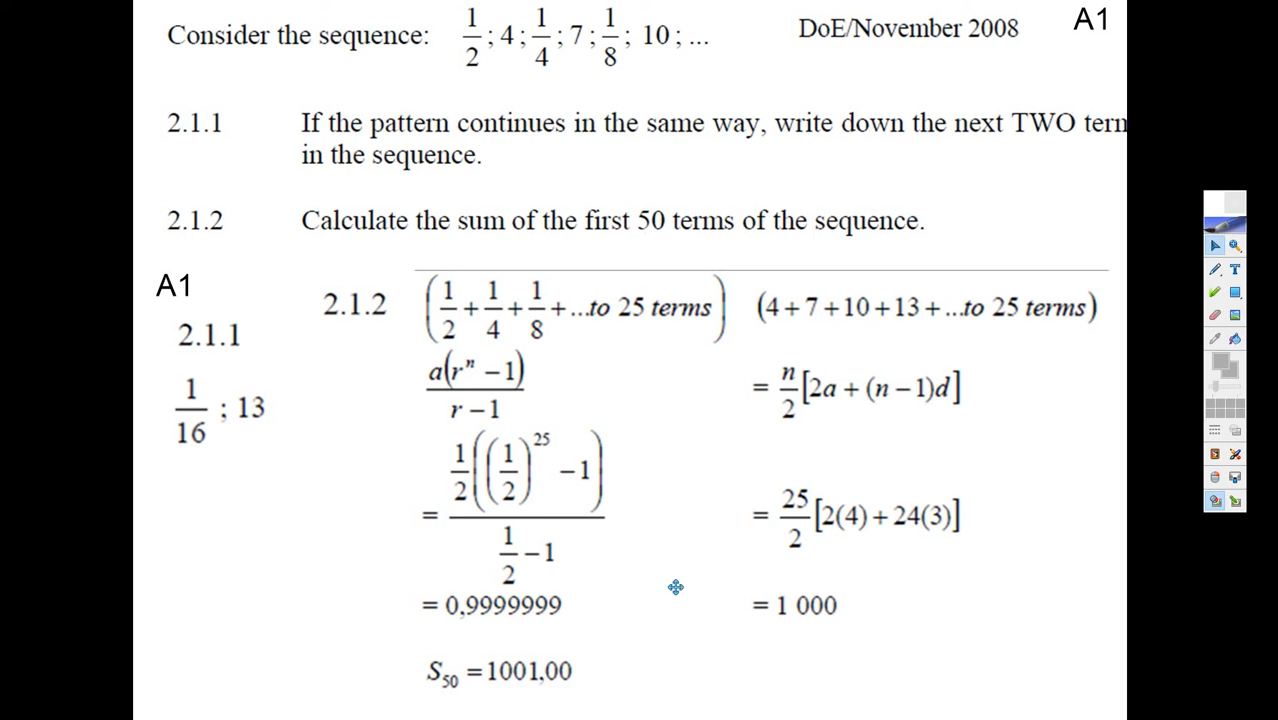 Consider the sequence: 1/2 ; 4 ; 1/4 ; 7 ; 1/8 ; 10 ; ...
DoE/November 2008
A1
2.1.1 If the pattern continues in the same way, write down the next TWO term
in the sequence.
2.1.2 Calculate the sum of the first 50 terms of the sequence.
A1
2.1.1
1/16 ; 13
2.1.2 (1/2 + 1/4 + 1/8 + ...to 25 terms) (4 + 7 + 10 + 13 + ...to 25 terms)
a(rⁿ − 1)/(r − 1) = n/2[2a + (n − 1)d]
= 1/2((1/2)²⁵ − 1)/(1/2 − 1) = 25/2[2(4) + 24(3)]
= 0,9999999 = 1 000
S₅₀ = 1001,00